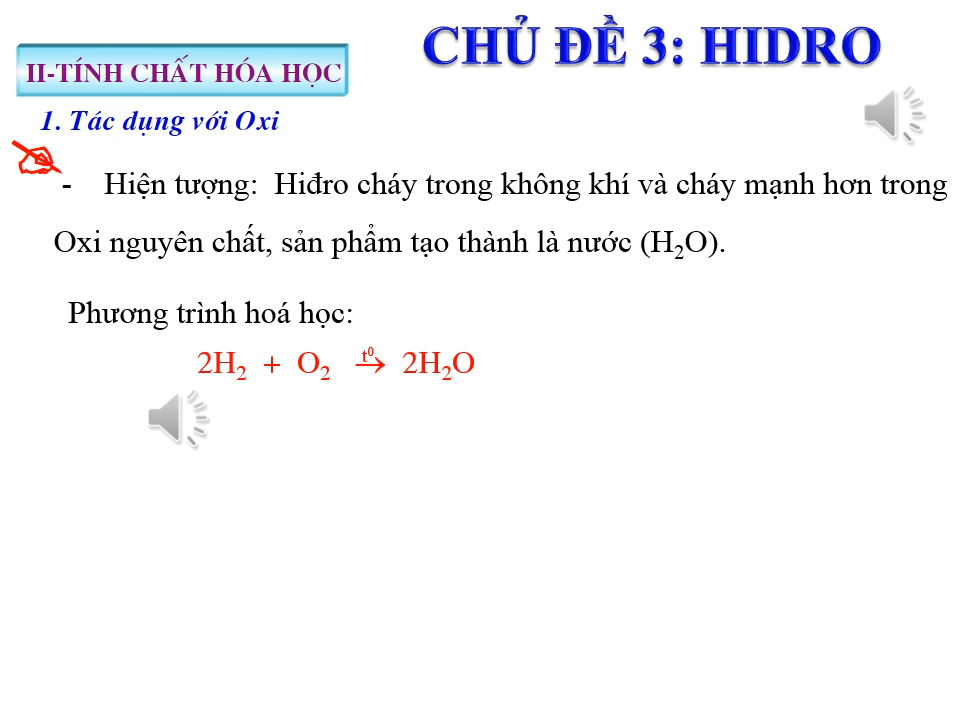 CHỦ ĐỀ 3: HIDRO
II-TÍNH CHẤT HÓA HỌC
1. Tác dụng với Oxi
- Hiện tượng: Hiđro cháy trong không khí và cháy mạnh hơn trong
Oxi nguyên chất, sản phẩm tạo thành là nước (H₂O).
Phương trình hoá học:
2H₂ + O₂ →(t⁰) 2H₂O